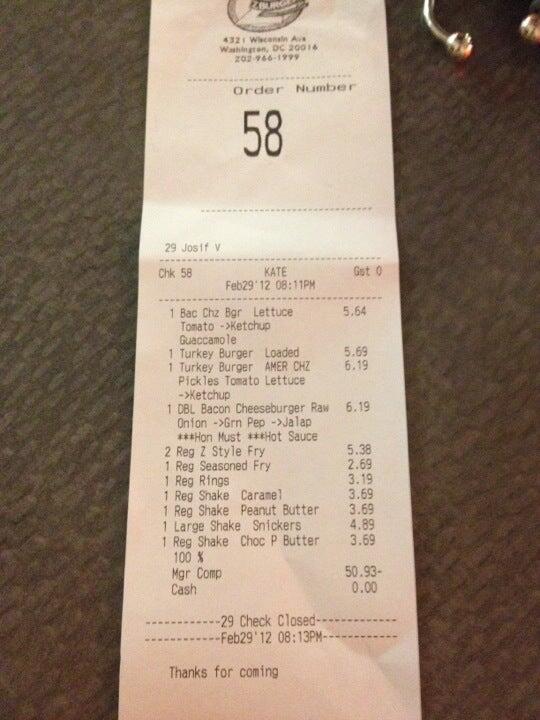 ZBURGER
4321 Wisconsin Ave
Washington, DC 20016
202-966-1999
Order Number
58
29 Josif V
Chk 58 KATE Gst 0
Feb29'12 08:11PM
1 Bac Chz Bgr Lettuce 5.64
Tomato ->Ketchup
Guaccamole
1 Turkey Burger Loaded 5.69
1 Turkey Burger AMER CHZ 6.19
Pickles Tomato Lettuce
->Ketchup
1 DBL Bacon Cheeseburger Raw 6.19
Onion ->Grn Pep ->Jalap
***Hon Must ***Hot Sauce
2 Reg Z Style Fry 5.38
1 Reg Seasoned Fry 2.69
1 Reg Rings 3.19
1 Reg Shake Caramel 3.69
1 Reg Shake Peanut Butter 3.69
1 Large Shake Snickers 4.89
1 Reg Shake Choc P Butter 3.69
100 %
Mgr Comp 50.93-
Cash 0.00
----------29 Check Closed-----------
----------Feb29'12 08:13PM-----------
Thanks for coming